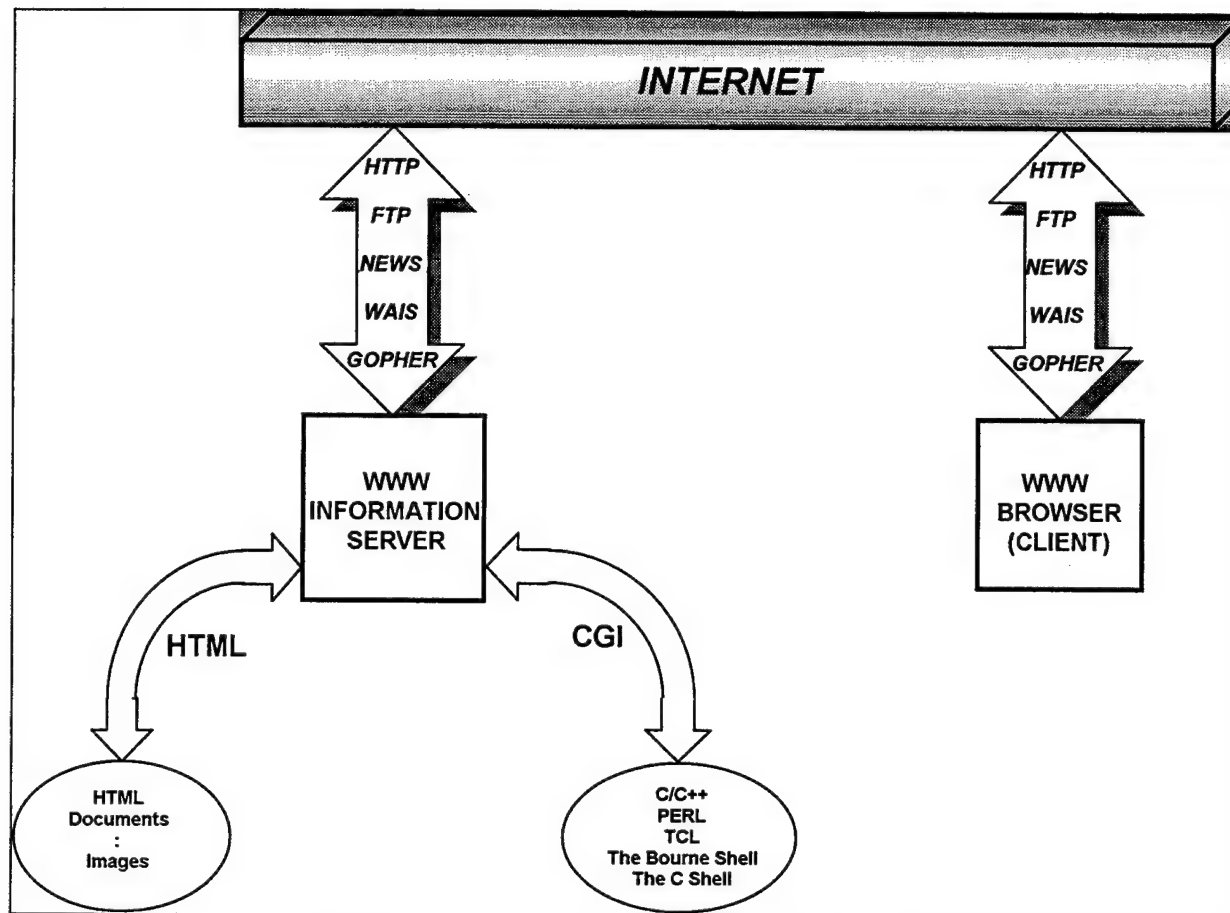 INTERNET
HTTP
FTP
NEWS
WAIS
GOPHER
HTTP
FTP
NEWS
WAIS
GOPHER
WWW
INFORMATION
SERVER
WWW
BROWSER
(CLIENT)
HTML
CGI
HTML
Documents
:
Images
C/C++
PERL
TCL
The Bourne Shell
The C Shell